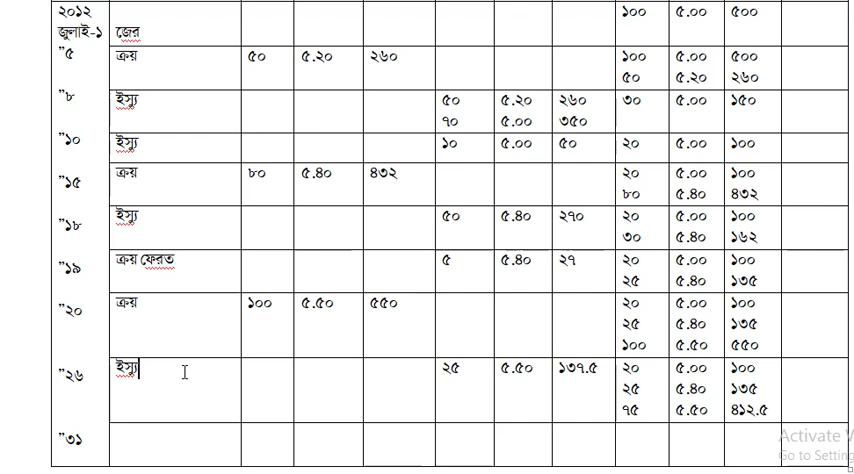 ২০১২ ১০০ ৫.০০ ৫০০
জুলাই-১ জের
”৫ ক্রয় ৫০ ৫.২০ ২৬০ ১০০ ৫.০০ ৫০০
৫০ ৫.২০ ২৬০
”৮ ইস্যু ৫০ ৫.২০ ২৬০ ৩০ ৫.০০ ১৫০
৭০ ৫.০০ ৩৫০
”১০ ইস্যু ১০ ৫.০০ ৫০ ২০ ৫.০০ ১০০
”১৫ ক্রয় ৮০ ৫.৪০ ৪৩২ ২০ ৫.০০ ১০০
৮০ ৫.৪০ ৪৩২
”১৮ ইস্যু ৫০ ৫.৪০ ২৭০ ২০ ৫.০০ ১০০
৩০ ৫.৪০ ১৬২
”১৯ ক্রয় ফেরত ৫ ৫.৪০ ২৭ ২০ ৫.০০ ১০০
২৫ ৫.৪০ ১৩৫
”২০ ক্রয় ১০০ ৫.৫০ ৫৫০ ২০ ৫.০০ ১০০
২৫ ৫.৪০ ১৩৫
১০০ ৫.৫০ ৫৫০
”২৬ ইস্যু ২৫ ৫.৫০ ১৩৭.৫ ২০ ৫.০০ ১০০
২৫ ৫.৪০ ১৩৫
৭৫ ৫.৫০ ৪১২.৫
”৩১
Activate
Go to Setting